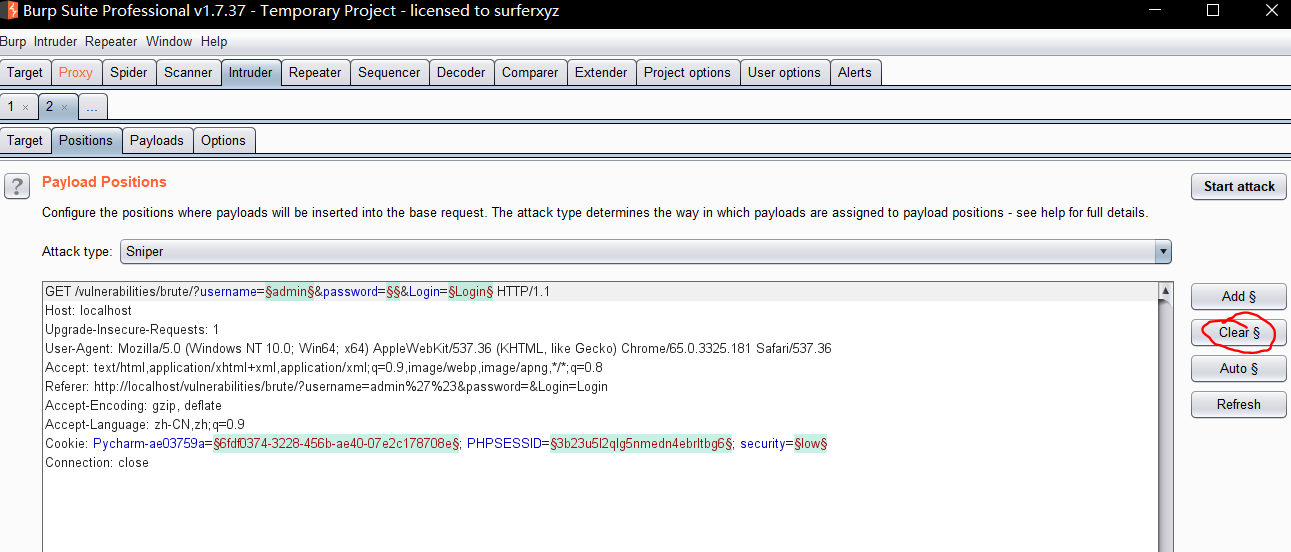 Burp Suite Professional v1.7.37 - Temporary Project - licensed to surferxyz
Burp Intruder Repeater Window Help
Target Proxy Spider Scanner Intruder Repeater Sequencer Decoder Comparer Extender Project options User options Alerts
1 × 2 × ...
Target Positions Payloads Options
? Payload Positions
Start attack
Configure the positions where payloads will be inserted into the base request. The attack type determines the way in which payloads are assigned to payload positions - see help for full details.
Attack type: Sniper
GET /vulnerabilities/brute/?username=§admin§&password=§§&Login=§Login§ HTTP/1.1
Host: localhost
Upgrade-Insecure-Requests: 1
User-Agent: Mozilla/5.0 (Windows NT 10.0; Win64; x64) AppleWebKit/537.36 (KHTML, like Gecko) Chrome/65.0.3325.181 Safari/537.36
Accept: text/html,application/xhtml+xml,application/xml;q=0.9,image/webp,image/apng,*/*;q=0.8
Referer: http://localhost/vulnerabilities/brute/?username=admin%27%23&password=&Login=Login
Accept-Encoding: gzip, deflate
Accept-Language: zh-CN,zh;q=0.9
Cookie: Pycharm-ae03759a=§6fdf0374-3228-456b-ae40-07e2c178708e§; PHPSESSID=§3b23u5l2qlg5nmedn4ebrltbg6§; security=§low§
Connection: close
Add §
Clear §
Auto §
Refresh